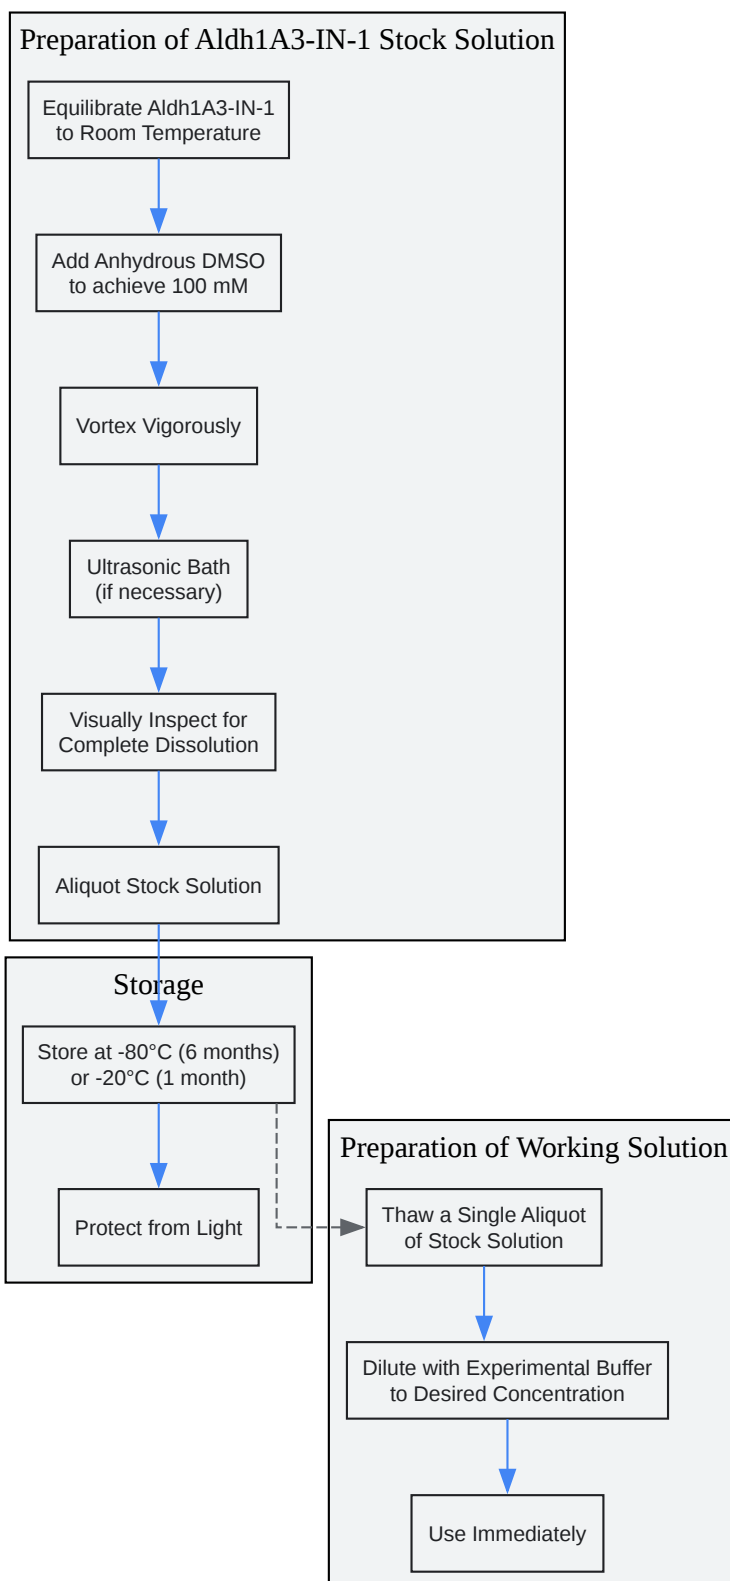 Preparation of Aldh1A3-IN-1 Stock Solution
Equilibrate Aldh1A3-IN-1
to Room Temperature
Add Anhydrous DMSO
to achieve 100 mM
Vortex Vigorously
Ultrasonic Bath
(if necessary)
Visually Inspect for
Complete Dissolution
Aliquot Stock Solution
Storage
Store at -80°C (6 months)
or -20°C (1 month)
Protect from Light
Preparation of Working Solution
Thaw a Single Aliquot
of Stock Solution
Dilute with Experimental Buffer
to Desired Concentration
Use Immediately